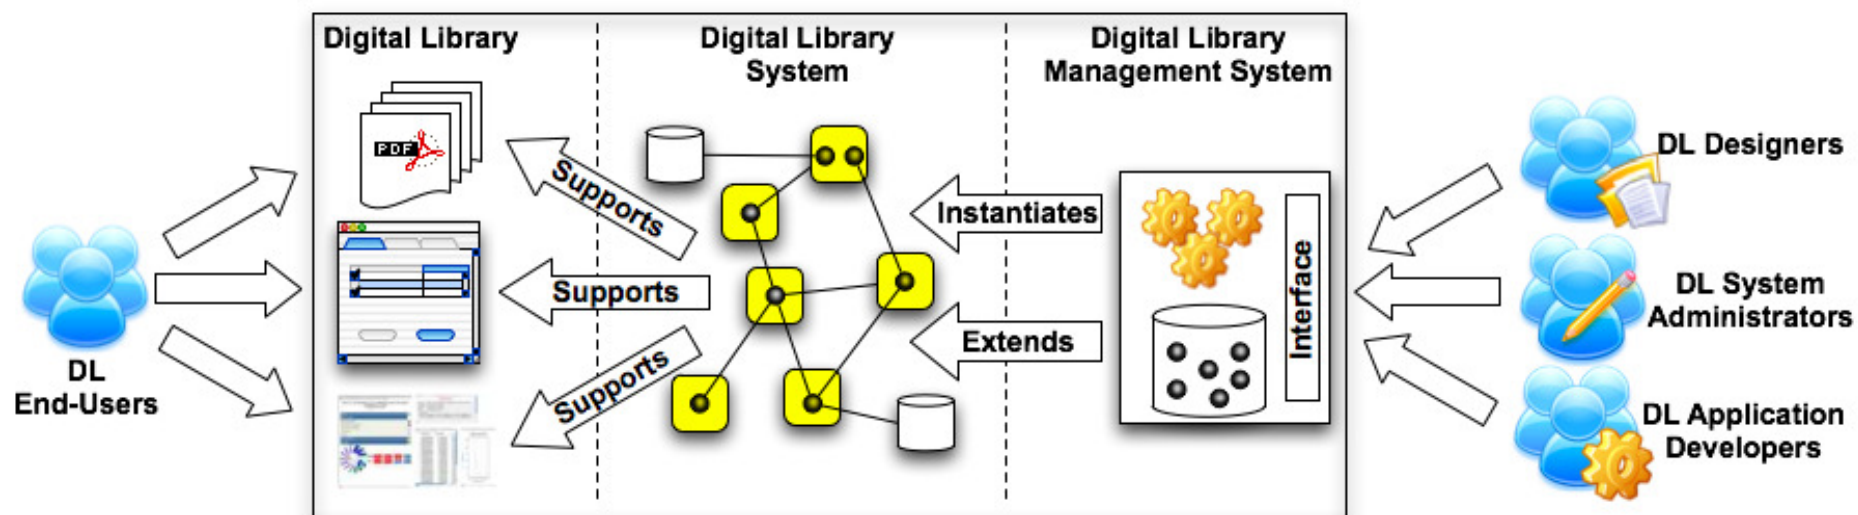 Digital Library
Digital Library
System
Digital Library
Management System
PDF
Supports
Supports
Supports
Instantiates
Extends
Interface
DL
End-Users
DL Designers
DL System
Administrators
DL Application
Developers